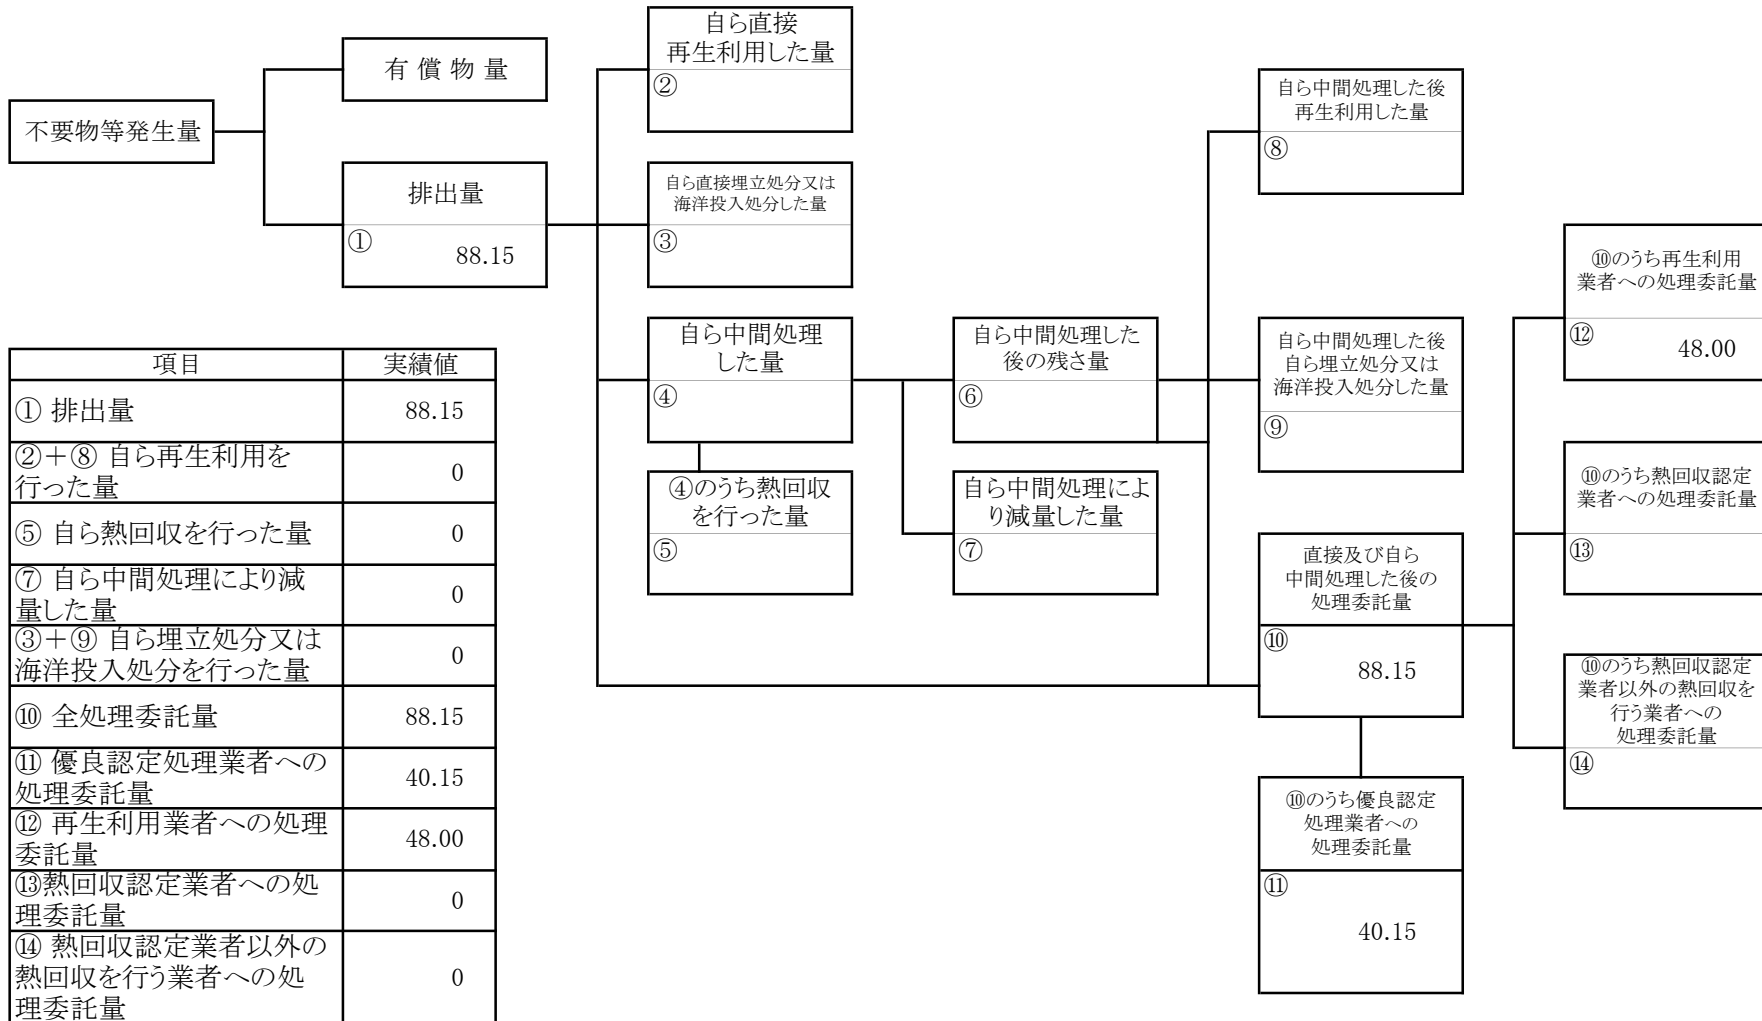 不要物等発生量
有 償 物 量
排出量
①
88.15
自ら直接
再生利用した量
②
自ら直接埋立処分又は
海洋投入処分した量
③
自ら中間処理
した量
④
④のうち熱回収
を行った量
⑤
自ら中間処理した
後の残さ量
⑥
自ら中間処理によ
り減量した量
⑦
自ら中間処理した後
再生利用した量
⑧
自ら中間処理した後
自ら埋立処分又は
海洋投入処分した量
⑨
直接及び自ら
中間処理した後の
処理委託量
⑩
88.15
⑩のうち優良認定
処理業者への
処理委託量
⑪
40.15
⑩のうち再生利用
業者への処理委託量
⑫
48.00
⑩のうち熱回収認定
業者への処理委託量
⑬
⑩のうち熱回収認定
業者以外の熱回収を
行う業者への
処理委託量
⑭
項目 実績値
① 排出量 88.15
②＋⑧ 自ら再生利用を
行った量 0
⑤ 自ら熱回収を行った量 0
⑦ 自ら中間処理により減
量した量 0
③＋⑨ 自ら埋立処分又は
海洋投入処分を行った量 0
⑩ 全処理委託量 88.15
⑪ 優良認定処理業者への
処理委託量 40.15
⑫ 再生利用業者への処理
委託量 48.00
⑬熱回収認定業者への処
理委託量 0
⑭ 熱回収認定業者以外の
熱回収を行う業者への処
理委託量 0